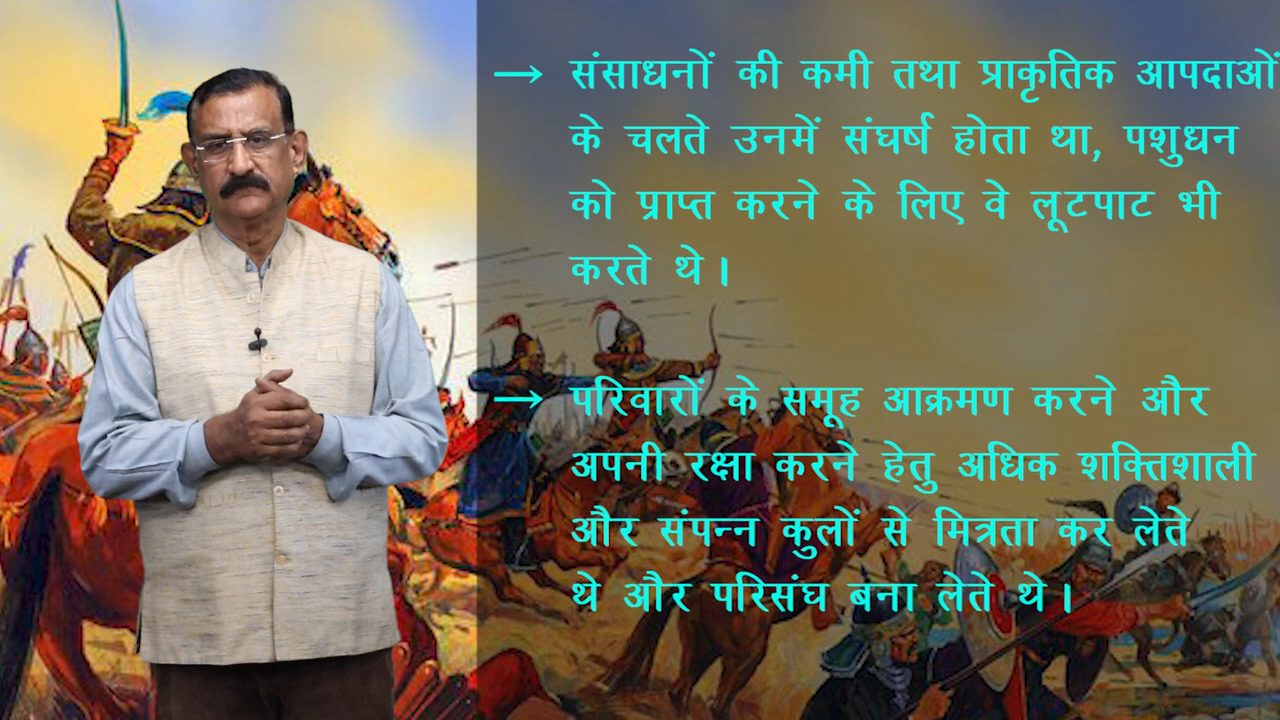 → संसाधनों की कमी तथा प्राकृतिक आपदाओं
के चलते उनमें संघर्ष होता था, पशुधन
को प्राप्त करने के लिए वे लूटपाट भी
करते थे।
→ परिवारों के समूह आक्रमण करने और
अपनी रक्षा करने हेतु अधिक शक्तिशाली
और संपन्न कुलों से मित्रता कर लेते
थे और परिसंघ बना लेते थे।